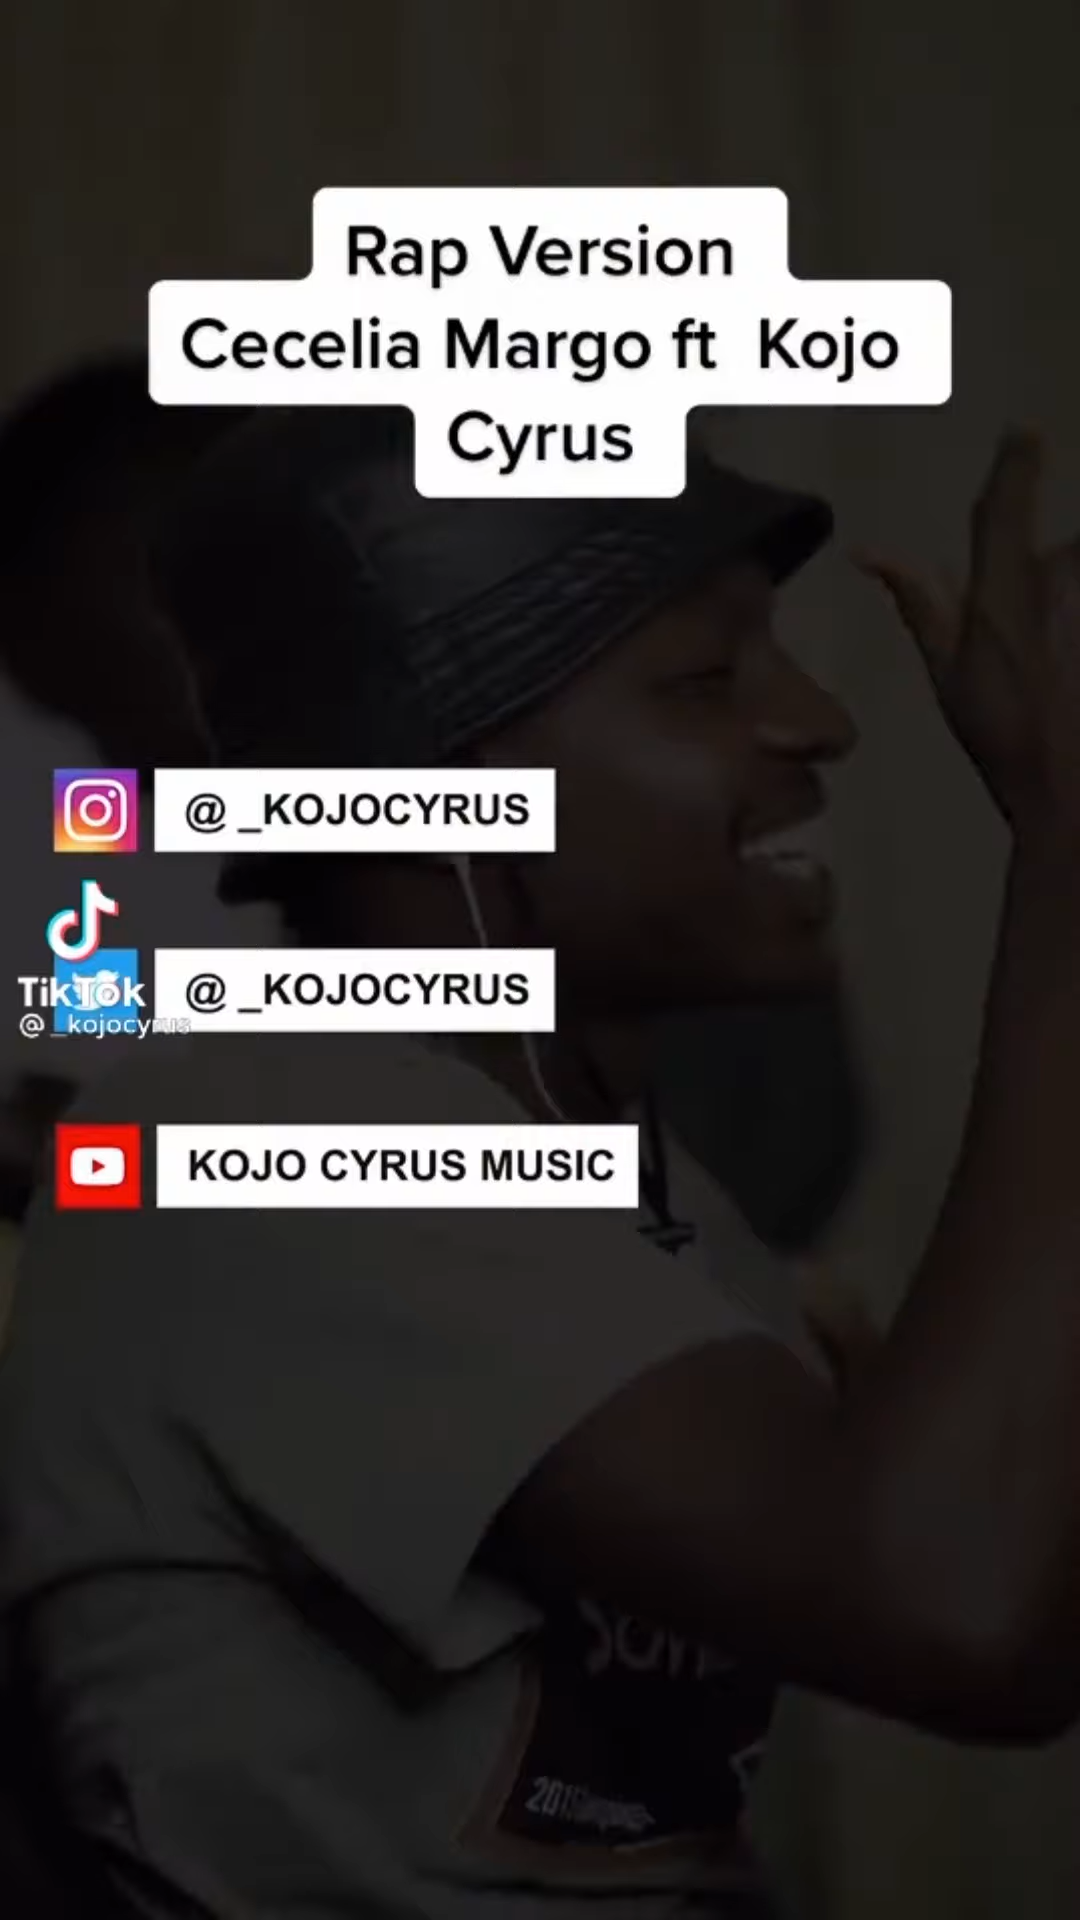 Rap Version
Cecelia Margo ft Kojo
Cyrus
@ _KOJOCYRUS
@ _KOJOCYRUS
TikTok
@ _kojocyrus
KOJO CYRUS MUSIC